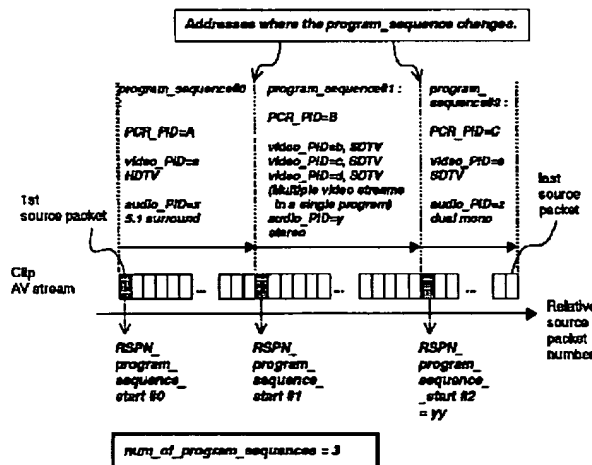 Addresses where the program_sequence changes.
program_sequence#0
PCR_PID=A
video_PID=a
HDTV
audio_PID=x
5.1 surround
program_sequence#1 :
PCR_PID=B
video_PID=b, SDTV
video_PID=c, SDTV
video_PID=d, SDTV
(Multiple video streams
in a single program)
audio_PID=y
stereo
program_
sequence#2 :
PCR_PID=C
video_PID=e
SDTV
audio_PID=z
dual mono
1st
source packet
last
source
packet
Clip
AV stream
...
...
...
Relative
source
packet
number
RSPN_
program_
sequence_
start #0
RSPN_
program_
sequence_
start #1
RSPN_
program_
sequence
_start #2
= yy
num_of_program_sequences = 3